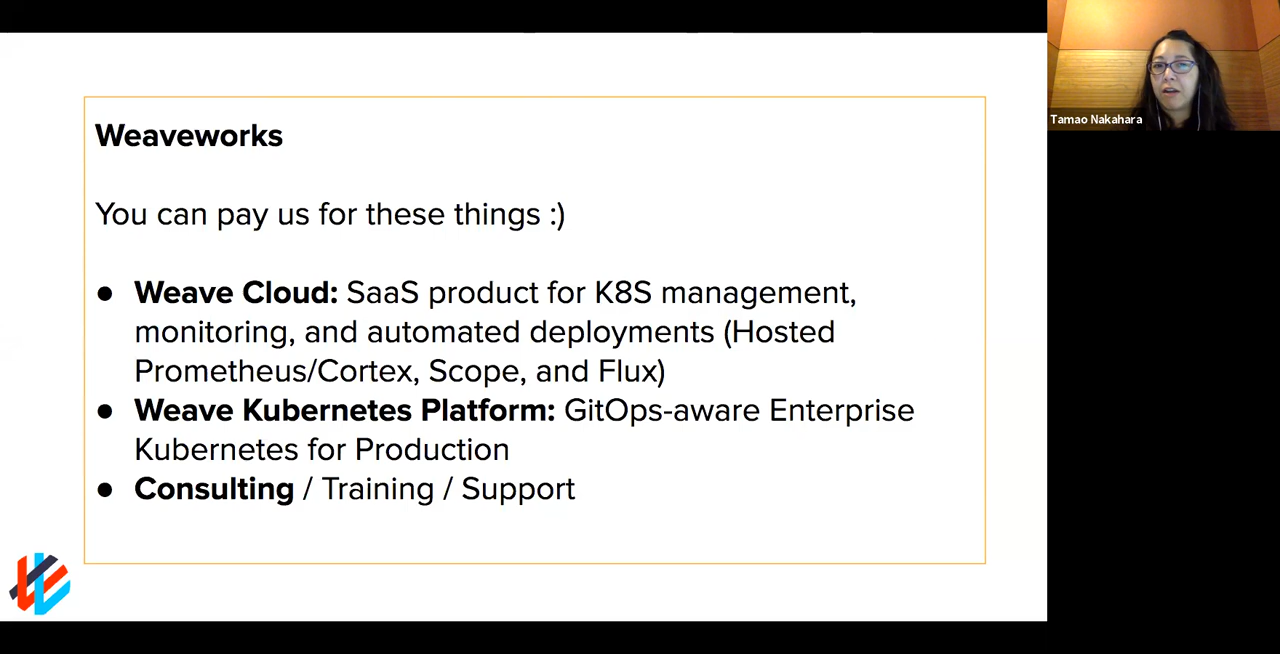 Weaveworks
You can pay us for these things :)
● Weave Cloud: SaaS product for K8S management,
monitoring, and automated deployments (Hosted
Prometheus/Cortex, Scope, and Flux)
● Weave Kubernetes Platform: GitOps-aware Enterprise
Kubernetes for Production
● Consulting / Training / Support
Tamao Nakahara